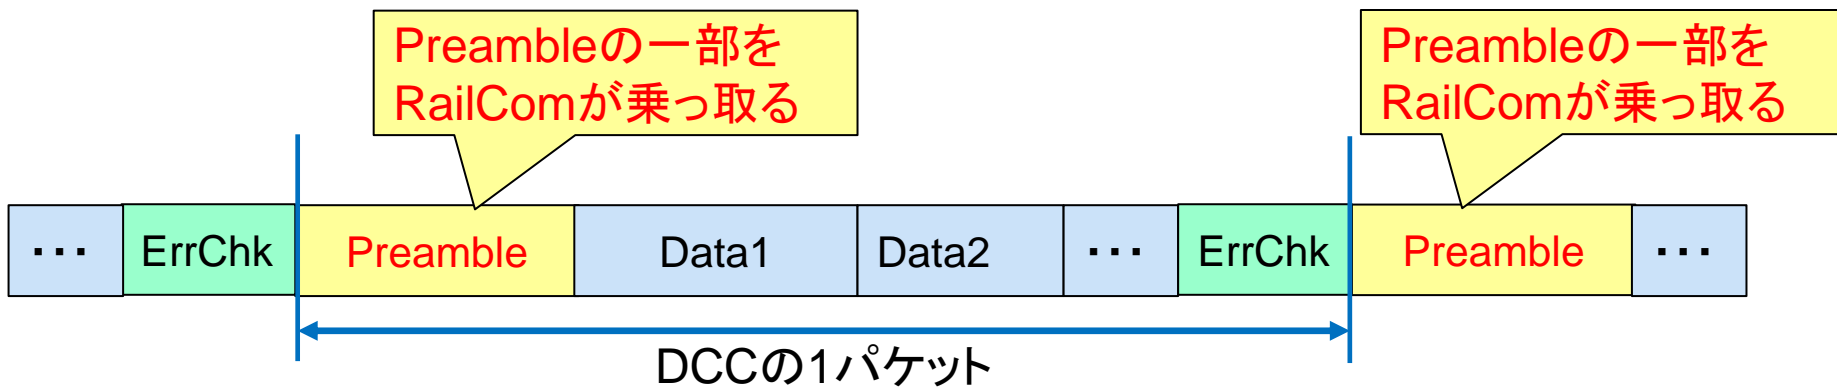 Preambleの一部を
RailComが乗っ取る
Preambleの一部を
RailComが乗っ取る
･･･ ErrChk Preamble Data1 Data2 ･･･ ErrChk Preamble ･･･
DCCの1パケット